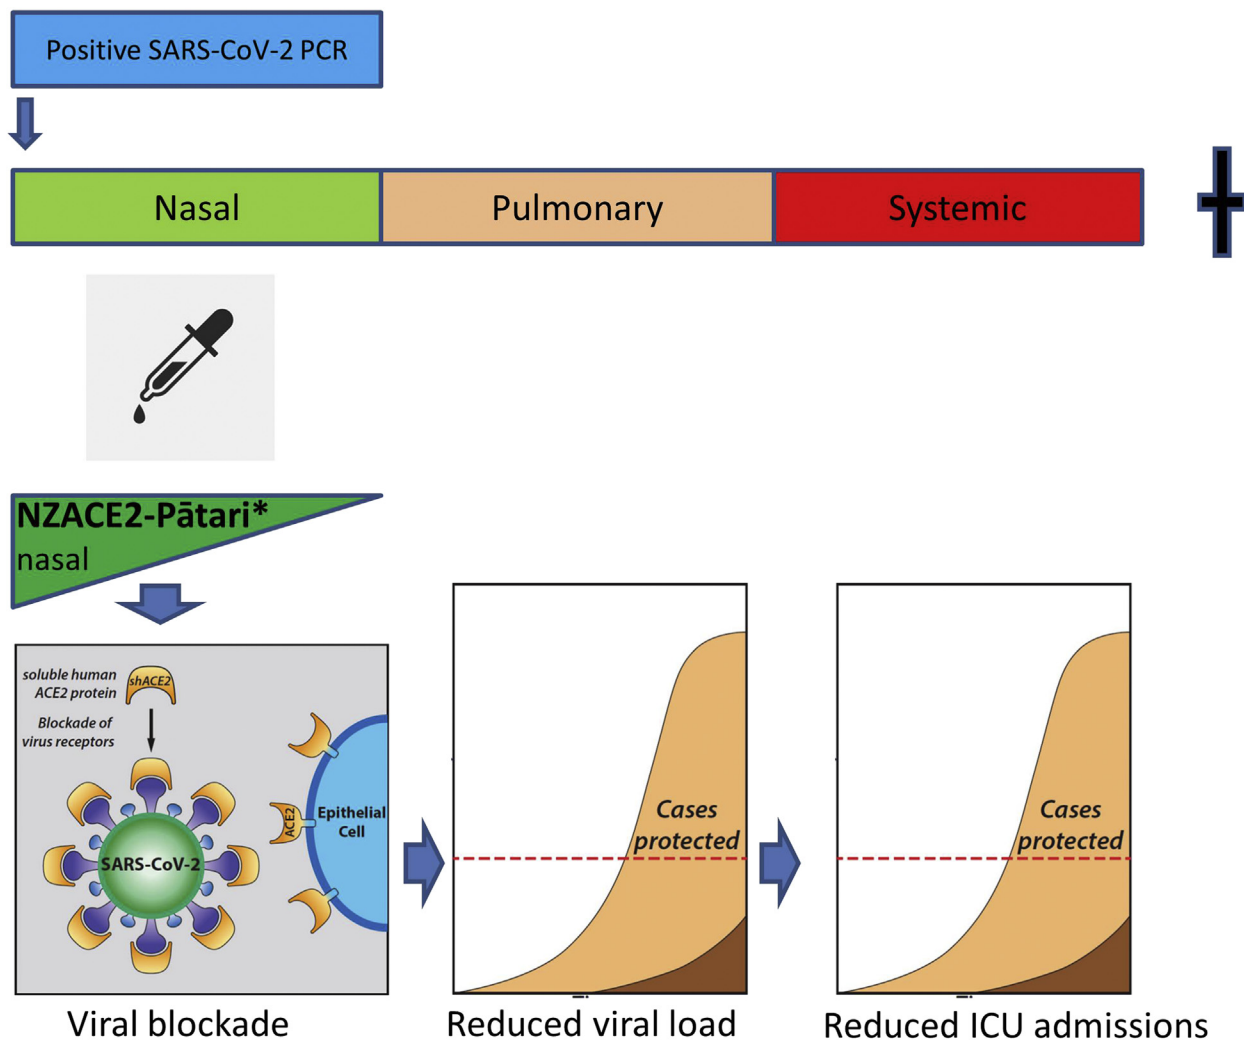 Positive SARS-CoV-2 PCR
Nasal
Pulmonary
Systemic
NZACE2-Pātari*
nasal
soluble human
ACE2 protein
shACE2
Blockade of
virus receptors
SARS-CoV-2
ACE2
Epithelial
Cell
Cases
protected
Cases
protected
Viral blockade
Reduced viral load
Reduced ICU admissions